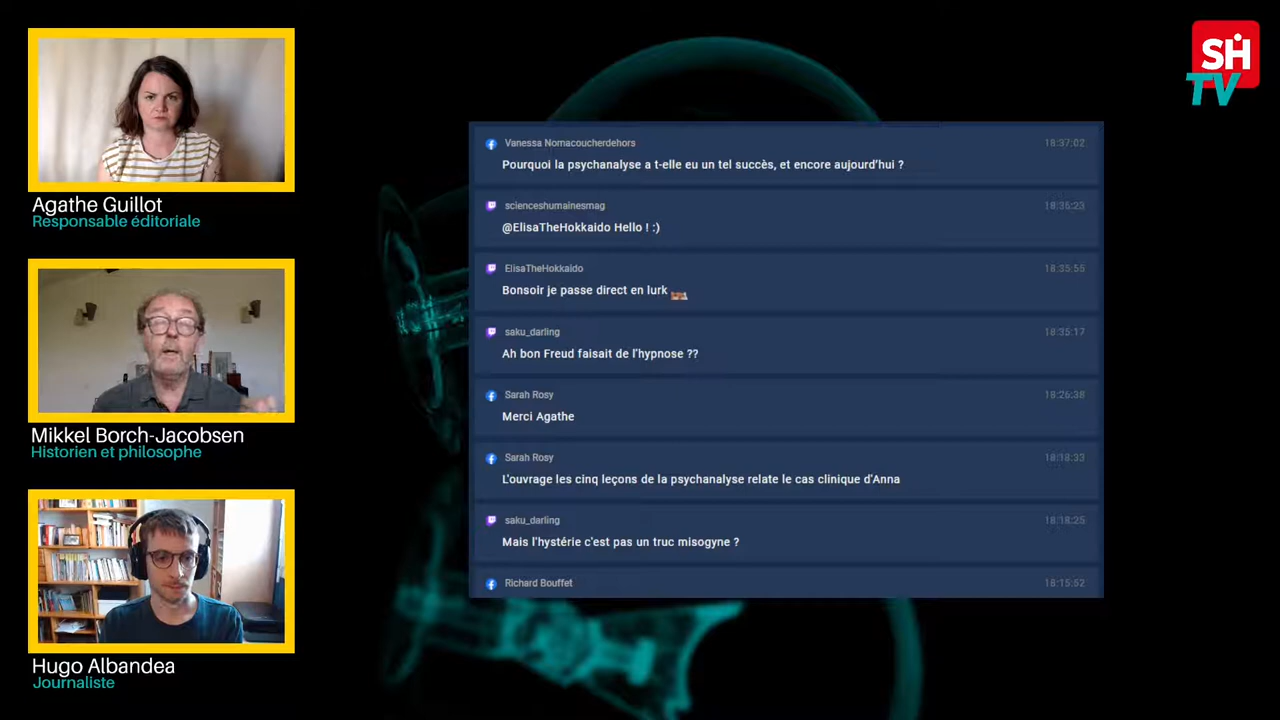 SH
TV
Agathe Guillot
Responsable éditoriale
Mikkel Borch-Jacobsen
Historien et philosophe
Hugo Albandea
Journaliste
Vanessa Nomacoucherdehors 18:37:02
Pourquoi la psychanalyse a t-elle eu un tel succès, et encore aujourd'hui ?
scienceshumainesmag 18:35:23
@ElisaTheHokkaido Hello ! :)
ElisaTheHokkaido 18:35:55
Bonsoir je passe direct en lurk
saku_darling 18:35:17
Ah bon Freud faisait de l'hypnose ??
Sarah Rosy 18:26:38
Merci Agathe
Sarah Rosy 18:18:33
L'ouvrage les cinq leçons de la psychanalyse relate le cas clinique d'Anna
saku_darling 18:18:25
Mais l'hystérie c'est pas un truc misogyne ?
Richard Bouffet 18:15:52